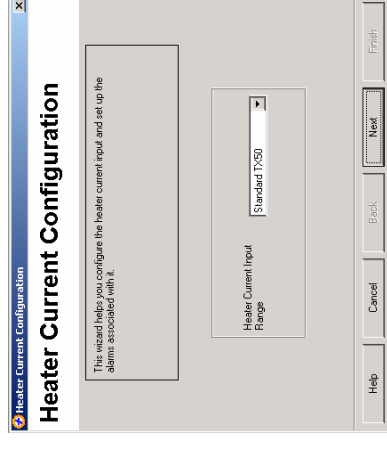 Heater Current Configuration
Heater Current Configuration
This wizard helps you configure the heater current input and set up the
alarms associated with it.
Heater Current Input
Range
Standard TX50
Help
Cancel
Back
Next
Finish